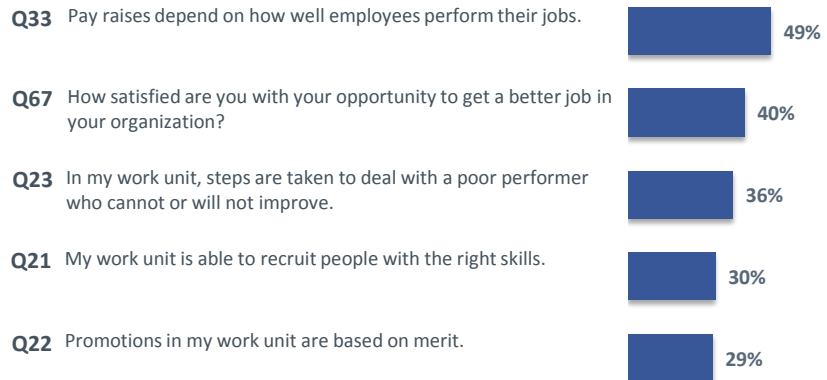 Q33 Pay raises depend on how well employees perform their jobs. 49%
Q67 How satisfied are you with your opportunity to get a better job in
your organization? 40%
Q23 In my work unit, steps are taken to deal with a poor performer
who cannot or will not improve. 36%
Q21 My work unit is able to recruit people with the right skills. 30%
Q22 Promotions in my work unit are based on merit. 29%